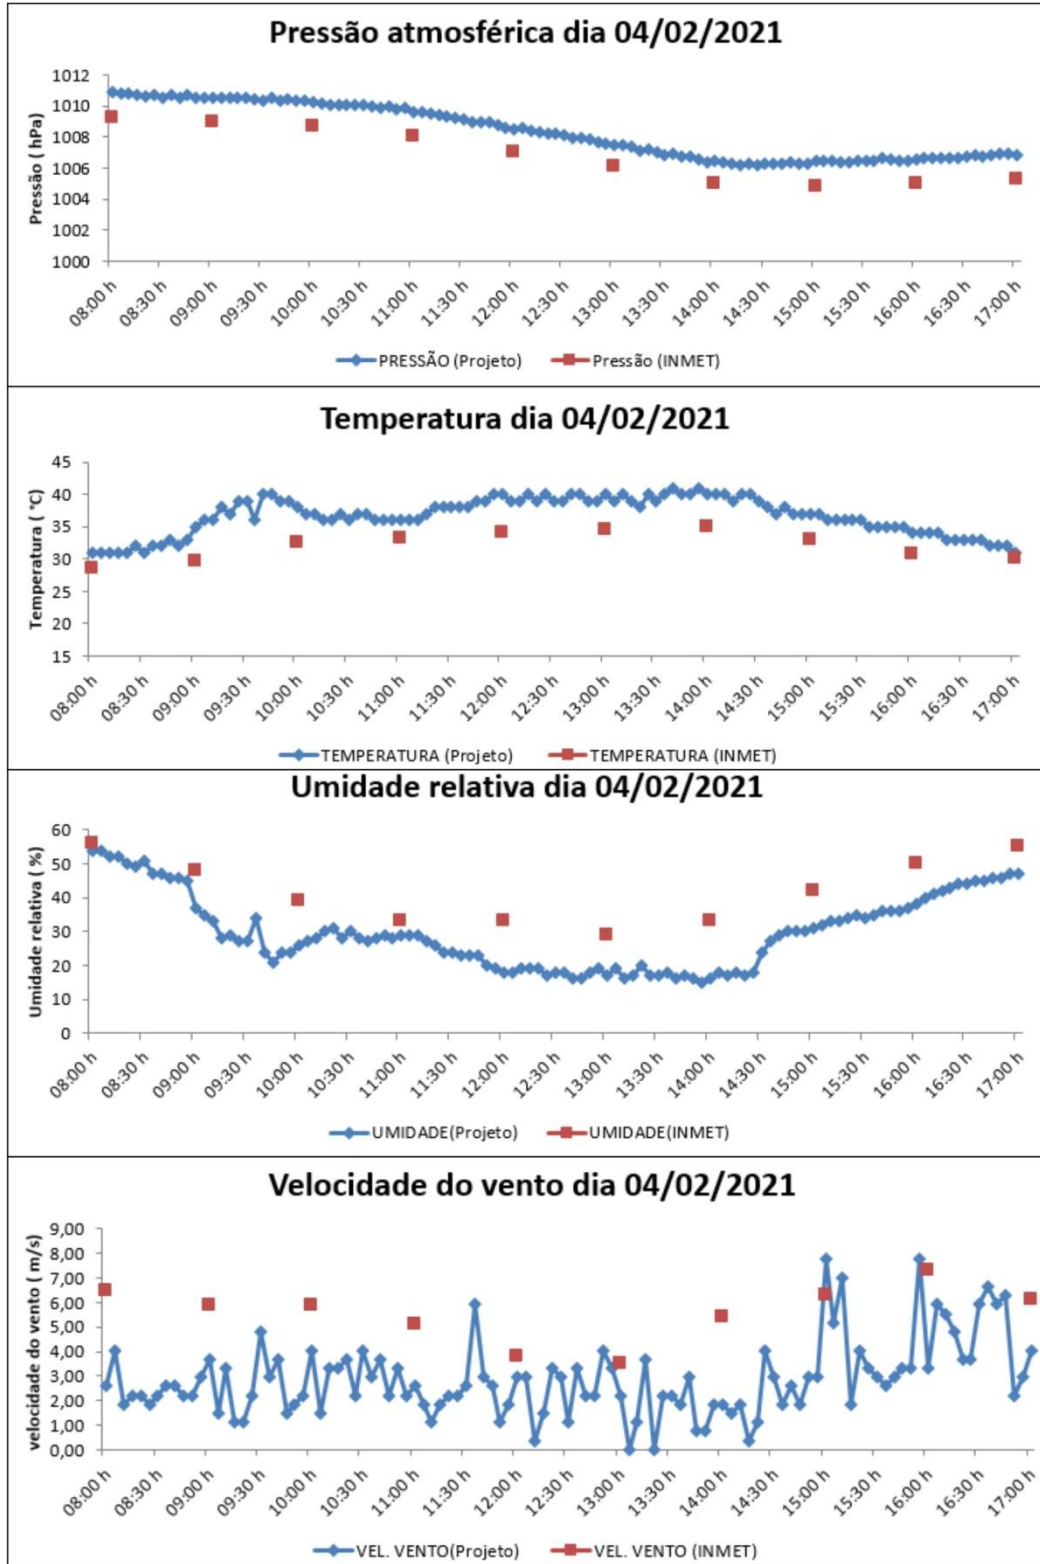 Pressão atmosférica dia 04/02/2021
Pressão ( hPa)
1012
1010
1008
1006
1004
1002
1000
08:00 h 08:30 h 09:00 h 09:30 h 10:00 h 10:30 h 11:00 h 11:30 h 12:00 h 12:30 h 13:00 h 13:30 h 14:00 h 14:30 h 15:00 h 15:30 h 16:00 h 16:30 h 17:00 h
PRESSÃO (Projeto) Pressão (INMET)
Temperatura dia 04/02/2021
Temperatura ( °C)
45
40
35
30
25
20
15
08:00 h 08:30 h 09:00 h 09:30 h 10:00 h 10:30 h 11:00 h 11:30 h 12:00 h 12:30 h 13:00 h 13:30 h 14:00 h 14:30 h 15:00 h 15:30 h 16:00 h 16:30 h 17:00 h
TEMPERATURA (Projeto) TEMPERATURA (INMET)
Umidade relativa dia 04/02/2021
Umidade relativa ( %)
60
50
40
30
20
10
0
08:00 h 08:30 h 09:00 h 09:30 h 10:00 h 10:30 h 11:00 h 11:30 h 12:00 h 12:30 h 13:00 h 13:30 h 14:00 h 14:30 h 15:00 h 15:30 h 16:00 h 16:30 h 17:00 h
UMIDADE(Projeto) UMIDADE(INMET)
Velocidade do vento dia 04/02/2021
velocidade do vento ( m/s)
9,00
8,00
7,00
6,00
5,00
4,00
3,00
2,00
1,00
0,00
08:00 h 08:30 h 09:00 h 09:30 h 10:00 h 10:30 h 11:00 h 11:30 h 12:00 h 12:30 h 13:00 h 13:30 h 14:00 h 14:30 h 15:00 h 15:30 h 16:00 h 16:30 h 17:00 h
VEL. VENTO(Projeto) VEL. VENTO (INMET)